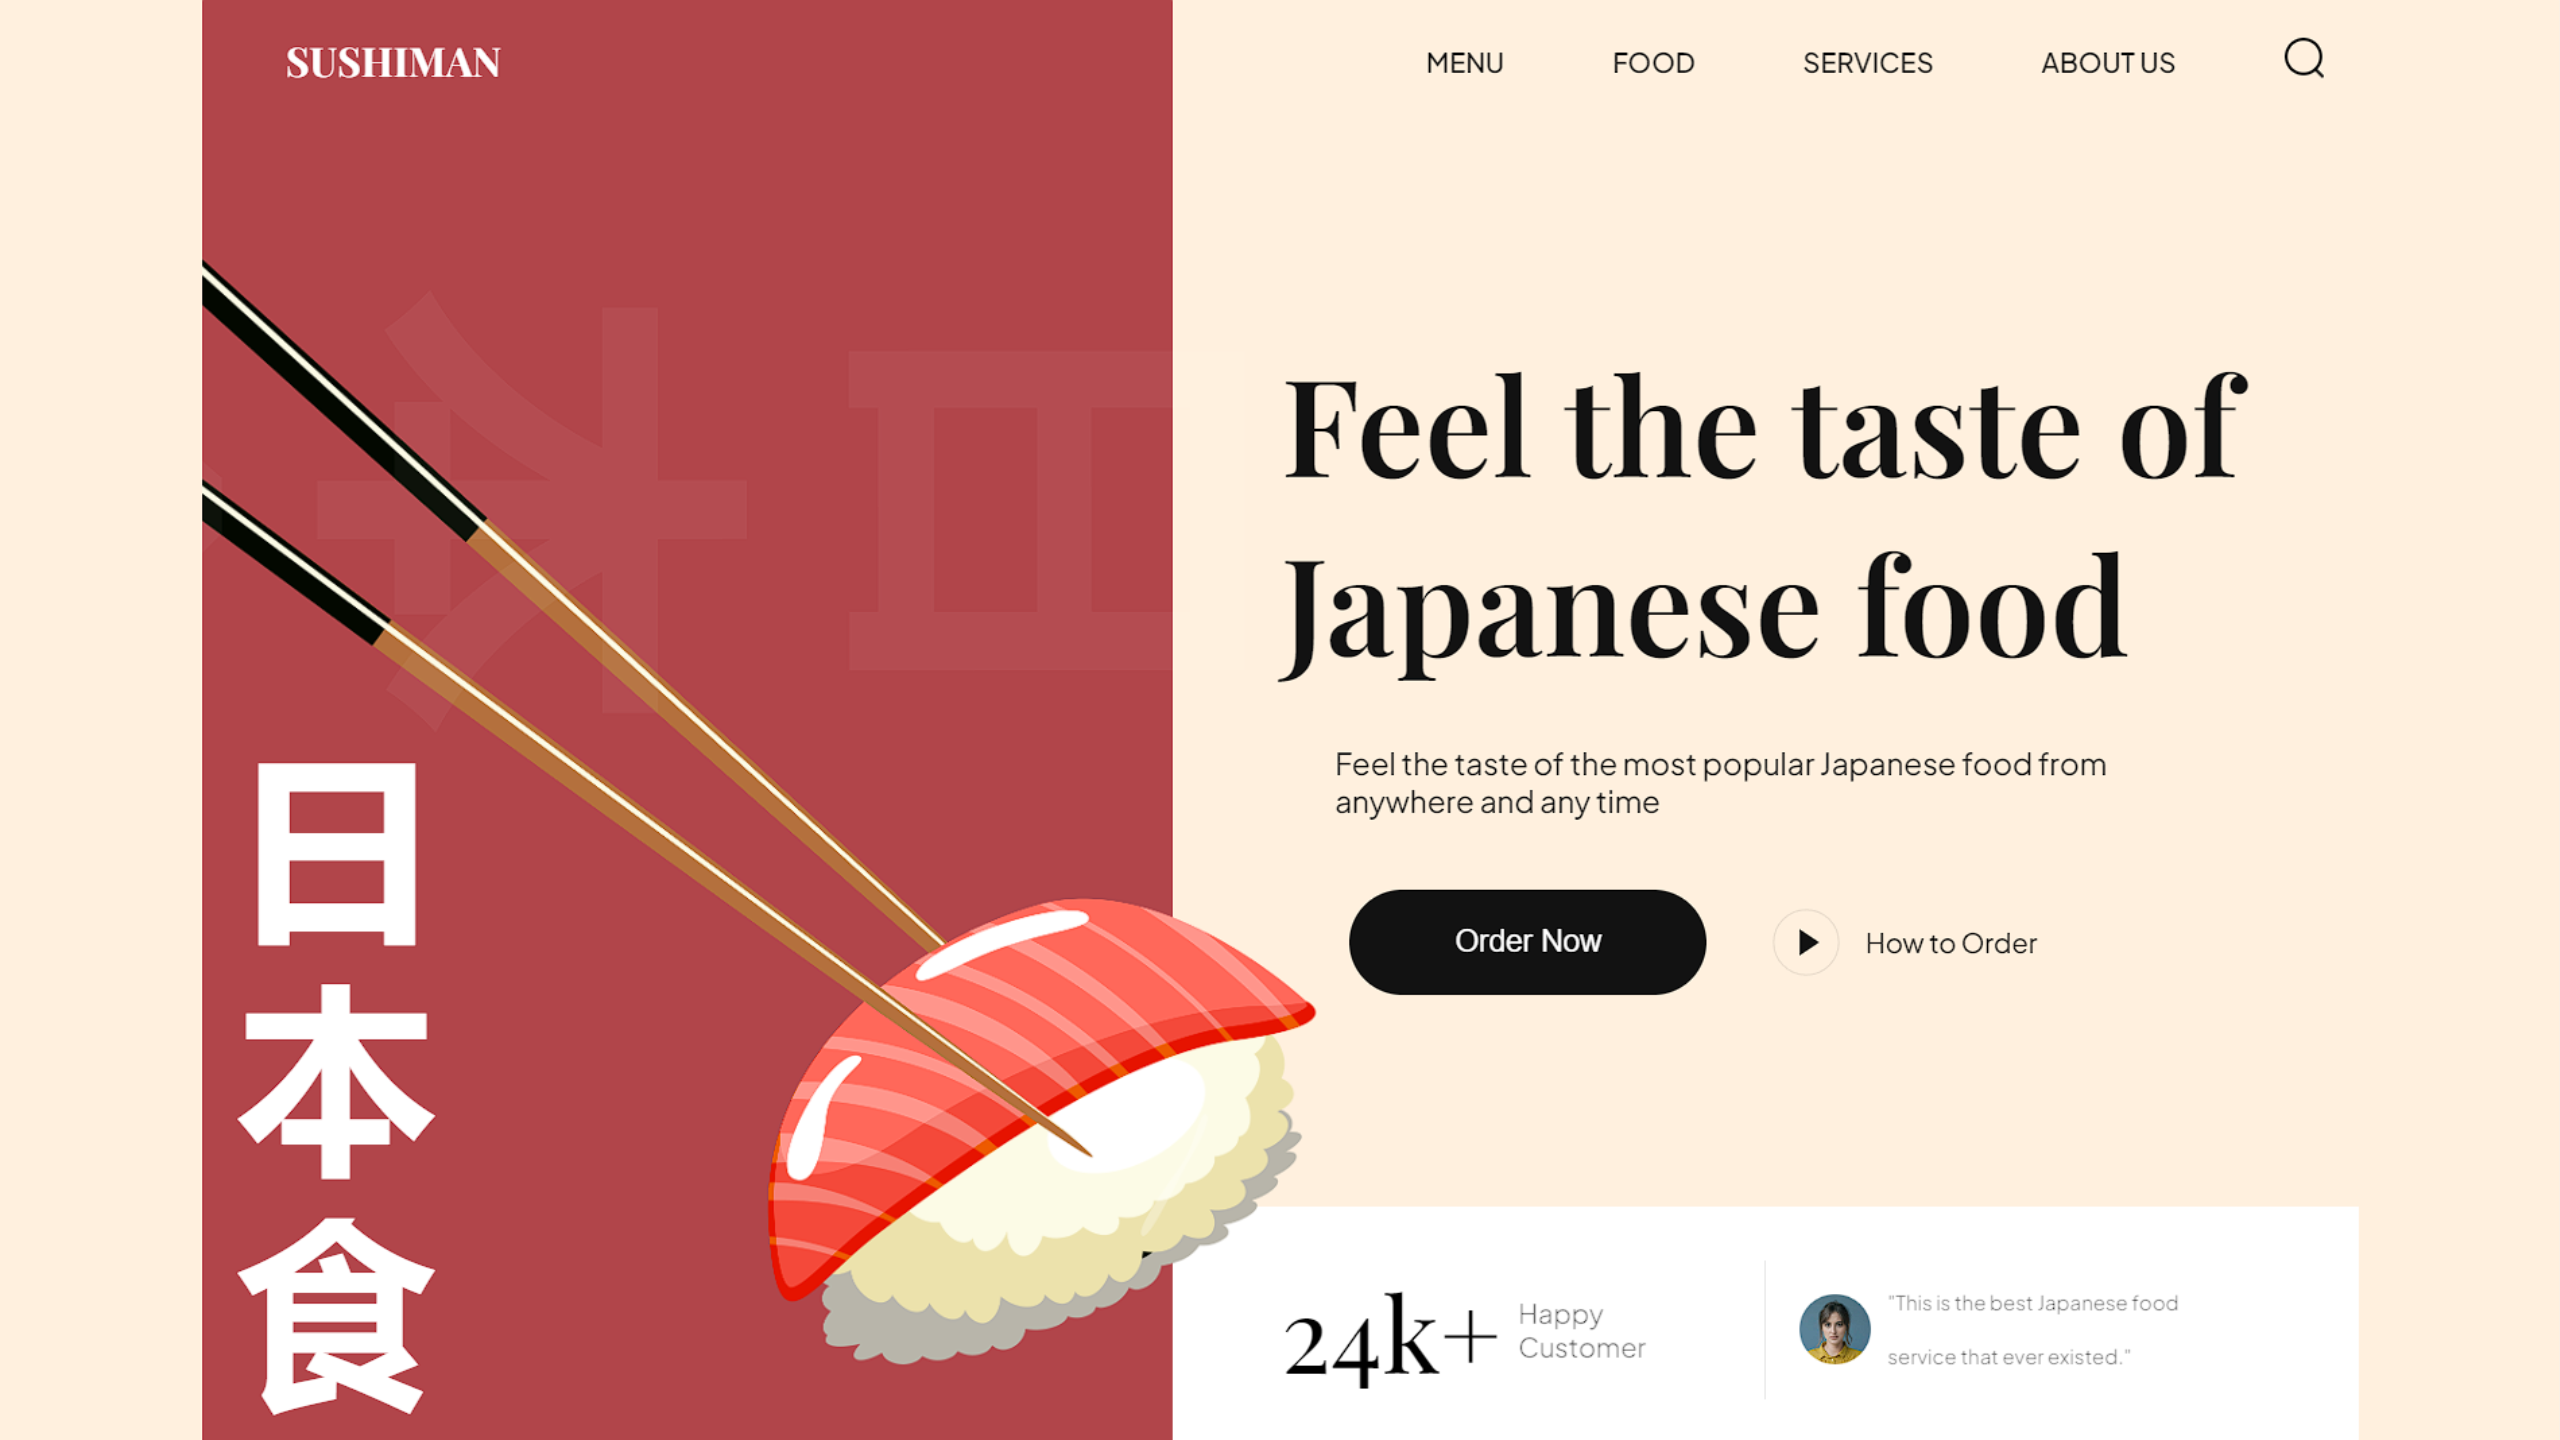 SUSHIMAN
MENU
FOOD
SERVICES
ABOUT US
日
本
食
Feel the taste of
Japanese food
Feel the taste of the most popular Japanese food from
anywhere and any time
Order Now
How to Order
24k+
Happy
Customer
"This is the best Japanese food
service that ever existed."